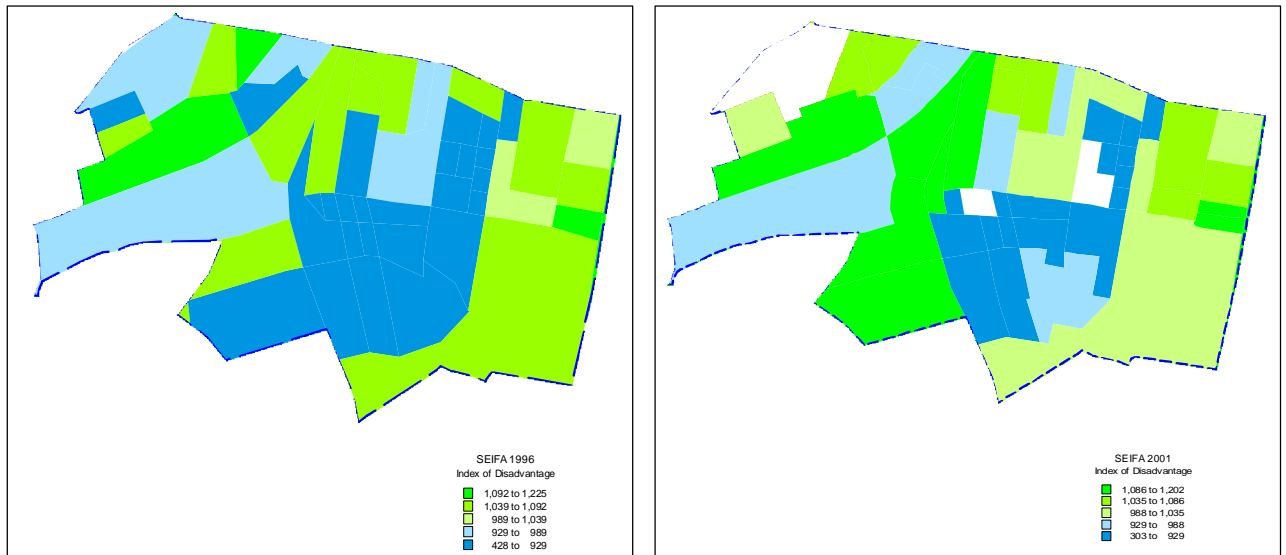 SEIFA 1996
Index of Disadvantage
1,092 to 1,225
1,039 to 1,092
989 to 1,039
929 to 989
428 to 929
SEIFA 2001
Index of Disadvantage
1,086 to 1,202
1,035 to 1,086
988 to 1,035
929 to 988
303 to 929